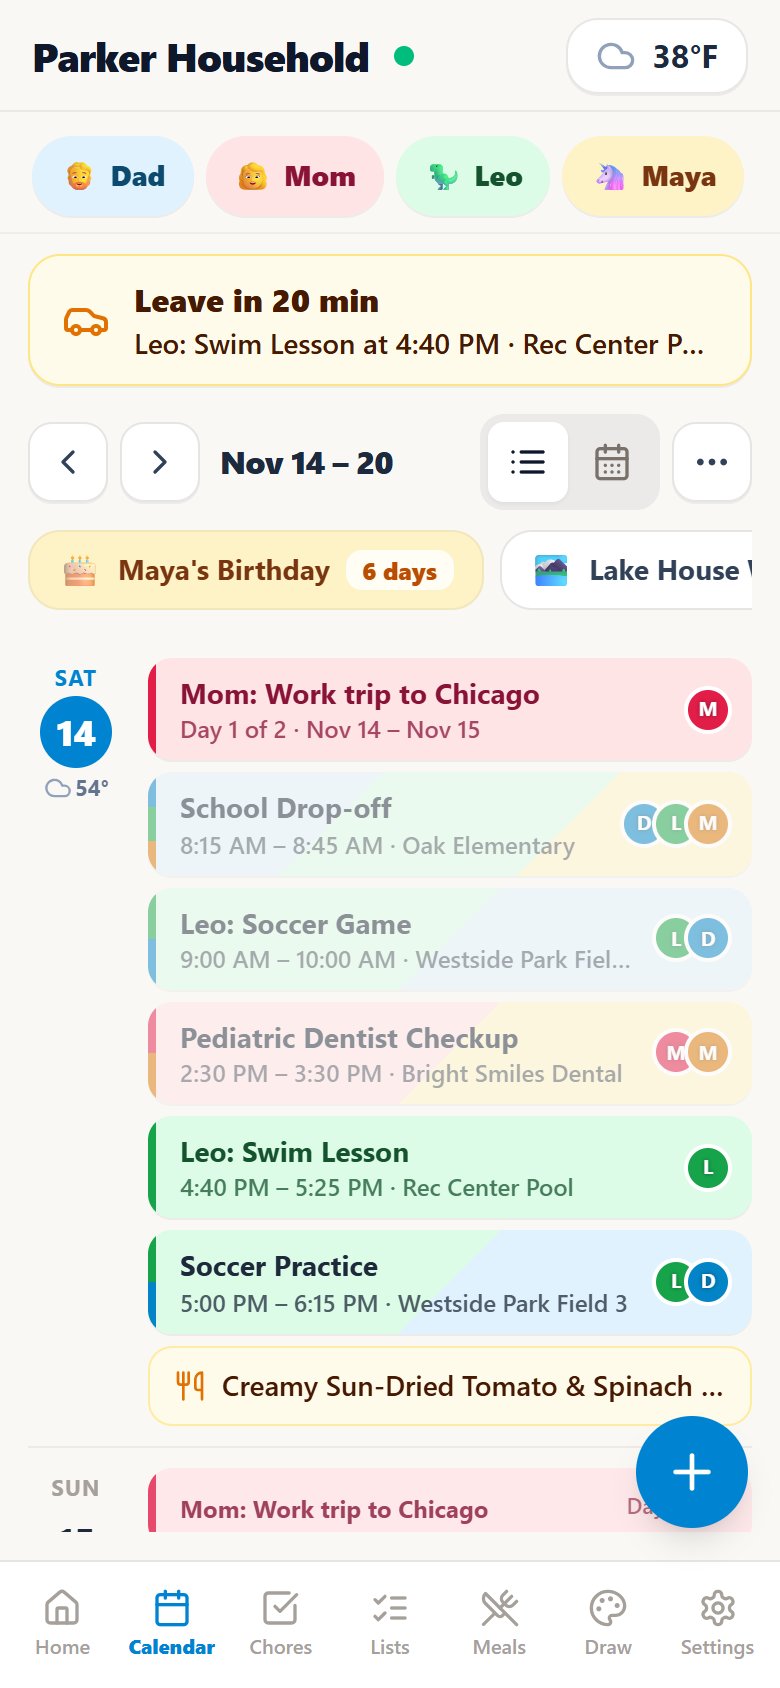 Parker Household
38°F
Dad
Mom
Leo
Maya
Leave in 20 min
Leo: Swim Lesson at 4:40 PM · Rec Center P...
Nov 14 – 20
Maya's Birthday 6 days
Lake House
SAT
14
54°
Mom: Work trip to Chicago
Day 1 of 2 · Nov 14 – Nov 15
M
School Drop-off
8:15 AM – 8:45 AM · Oak Elementary
D L M
Leo: Soccer Game
9:00 AM – 10:00 AM · Westside Park Fiel...
L D
Pediatric Dentist Checkup
2:30 PM – 3:30 PM · Bright Smiles Dental
M M
Leo: Swim Lesson
4:40 PM – 5:25 PM · Rec Center Pool
L
Soccer Practice
5:00 PM – 6:15 PM · Westside Park Field 3
L D
Creamy Sun-Dried Tomato & Spinach ...
SUN
Mom: Work trip to Chicago
Home
Calendar
Chores
Lists
Meals
Draw
Settings